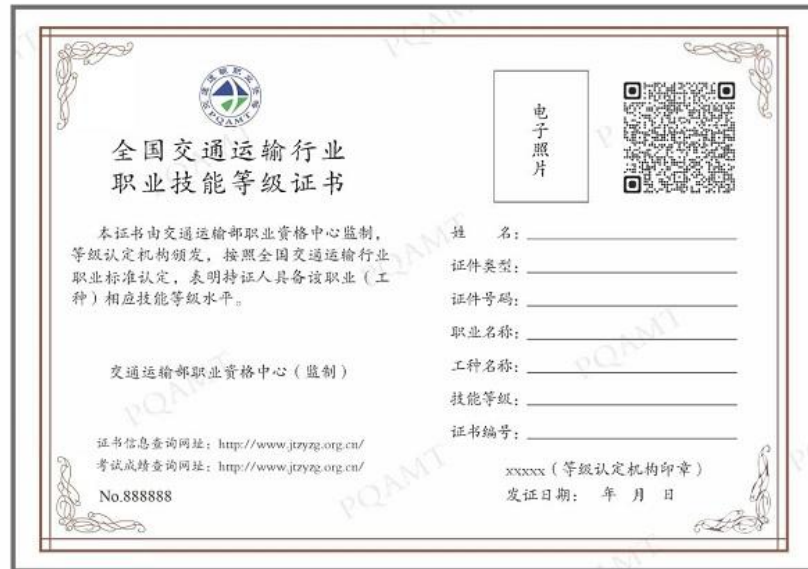 PQAMT
全国交通运输行业
职业技能等级证书
本证书由交通运输部职业资格中心监制，
等级认定机构颁发，按照全国交通运输行业
职业标准认定，表明持证人具备该职业（工
种）相应技能等级水平。
交通运输部职业资格中心（监制）
证书信息查询网址：http://www.jtzyzg.org.cn/
考试成绩查询网址：http://www.jtzyzg.org.cn/
No.888888
电子照片
姓 名：
证件类型：
证件号码：
职业名称：
工种名称：
技能等级：
证书编号：
xxxxx（等级认定机构印章）
发证日期： 年 月 日
PQAMT
PQAMT
PQAMT
PQAMT
PQAMT